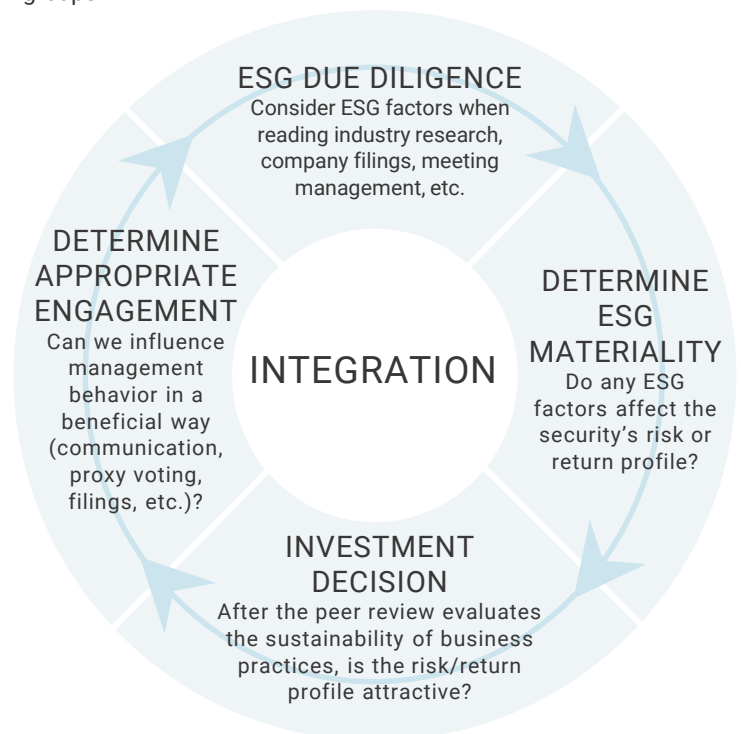 ESG DUE DILIGENCE
Consider ESG factors when
reading industry research,
company filings, meeting
management, etc.
DETERMINE
ESG
MATERIALITY
Do any ESG
factors affect the
security’s risk or
return profile?
INTEGRATION
INVESTMENT
DECISION
After the peer review evaluates
the sustainability of business
practices, is the risk/return
profile attractive?
DETERMINE
APPROPRIATE
ENGAGEMENT
Can we influence
management
behavior in a
beneficial way
(communication,
proxy voting,
filings, etc.)?